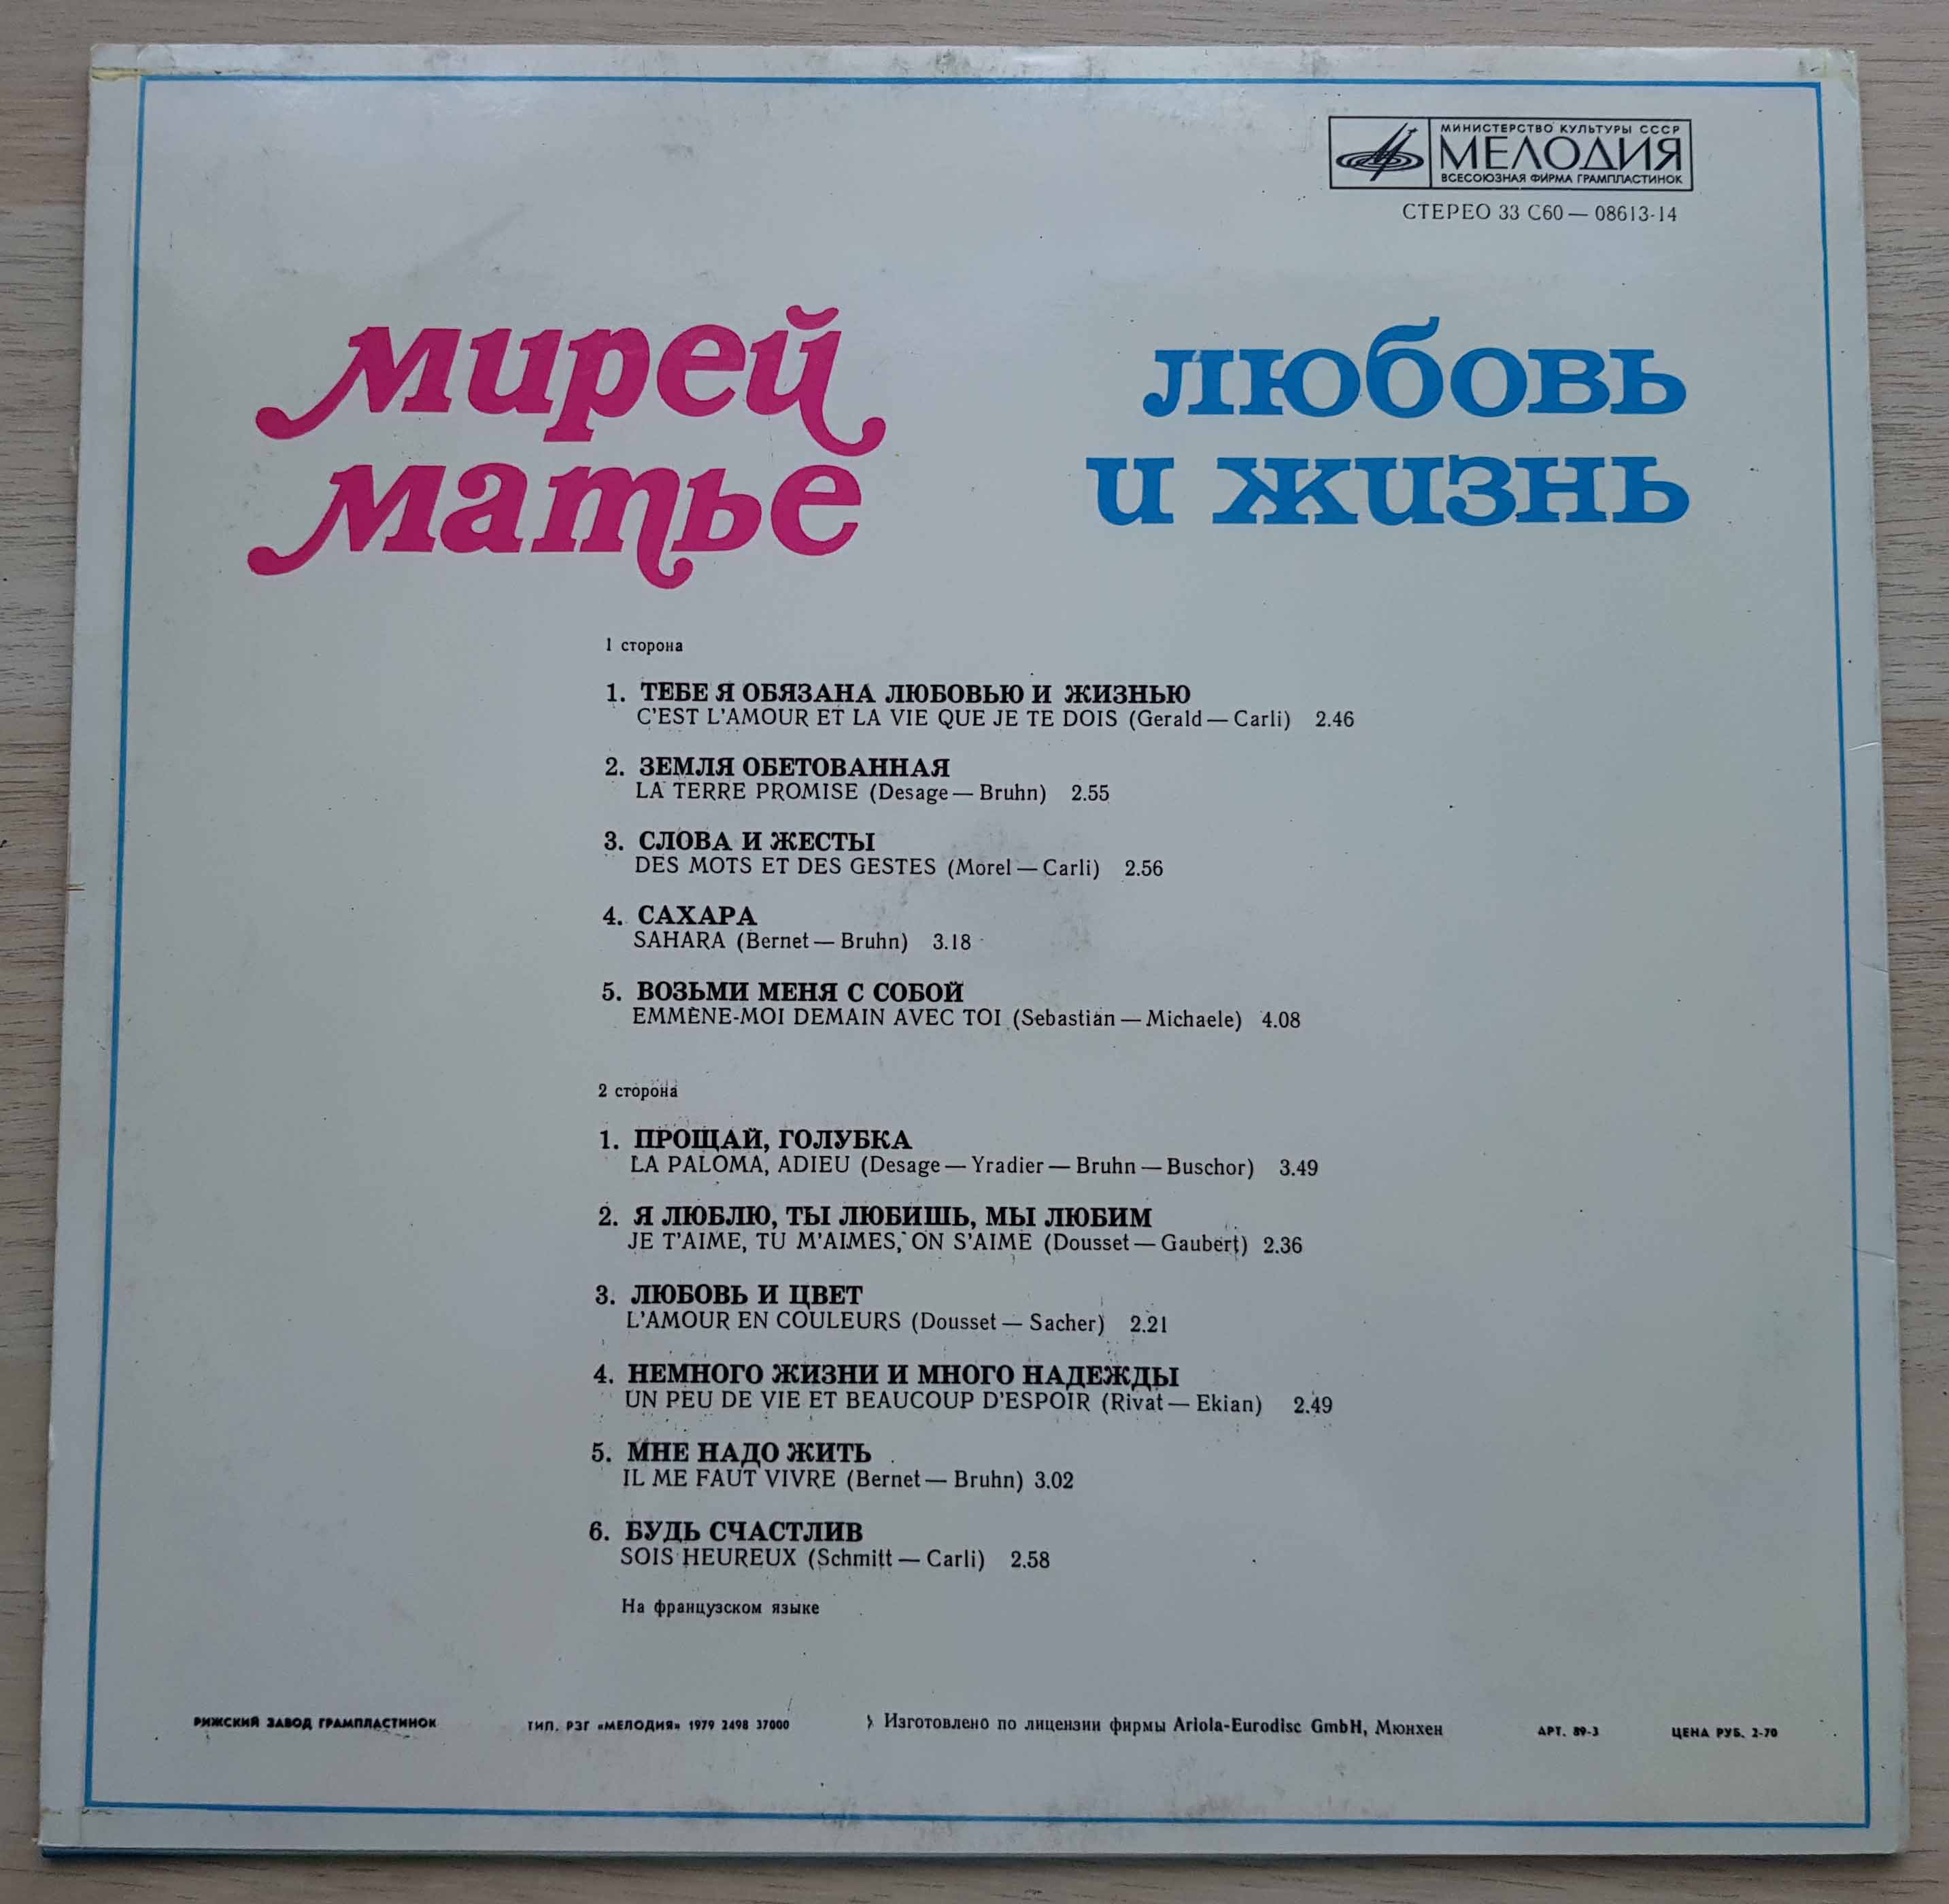 МИНИСТЕРСТВО КУЛЬТУРЫ СССР
МЕЛОДИЯ
ВСЕСОЮЗНАЯ ФИРМА ГРАМПЛАСТИНОК
СТЕРЕО 33 С60 — 08613-14
мирей
матье
любовь
и жизнь
1 сторона
1. ТЕБЕ Я ОБЯЗАНА ЛЮБОВЬЮ И ЖИЗНЬЮ
C'EST L'AMOUR ET LA VIE QUE JE TE DOIS (Gerald — Carli) 2.46
2. ЗЕМЛЯ ОБЕТОВАННАЯ
LA TERRE PROMISE (Desage — Bruhn) 2.55
3. СЛОВА И ЖЕСТЫ
DES MOTS ET DES GESTES (Morel — Carli) 2.56
4. САХАРА
SAHARA (Bernet — Bruhn) 3.18
5. ВОЗЬМИ МЕНЯ С СОБОЙ
EMMÈNE-MOI DEMAIN AVEC TOI (Sebastian — Michaele) 4.08
2 сторона
1. ПРОЩАЙ, ГОЛУБКА
LA PALOMA, ADIEU (Desage — Yradier — Bruhn — Buschor) 3.49
2. Я ЛЮБЛЮ, ТЫ ЛЮБИШЬ, МЫ ЛЮБИМ
JE T'AIME, TU M'AIMES, ON S'AIME (Dousset — Gaubert) 2.36
3. ЛЮБОВЬ И ЦВЕТ
L'AMOUR EN COULEURS (Dousset — Sacher) 2.21
4. НЕМНОГО ЖИЗНИ И МНОГО НАДЕЖДЫ
UN PEU DE VIE ET BEAUCOUP D'ESPOIR (Rivat — Ekian) 2.49
5. МНЕ НАДО ЖИТЬ
IL ME FAUT VIVRE (Bernet — Bruhn) 3.02
6. БУДЬ СЧАСТЛИВ
SOIS HEUREUX (Schmitt — Carli) 2.58
На французском языке
РИЖСКИЙ ЗАВОД ГРАМПЛАСТИНОК ТИП. РЗГ «МЕЛОДИЯ» 1979 2498 37000 Изготовлено по лицензии фирмы Ariola-Eurodisc GmbH, Мюнхен АРТ. 89-3 ЦЕНА РУБ. 2-70